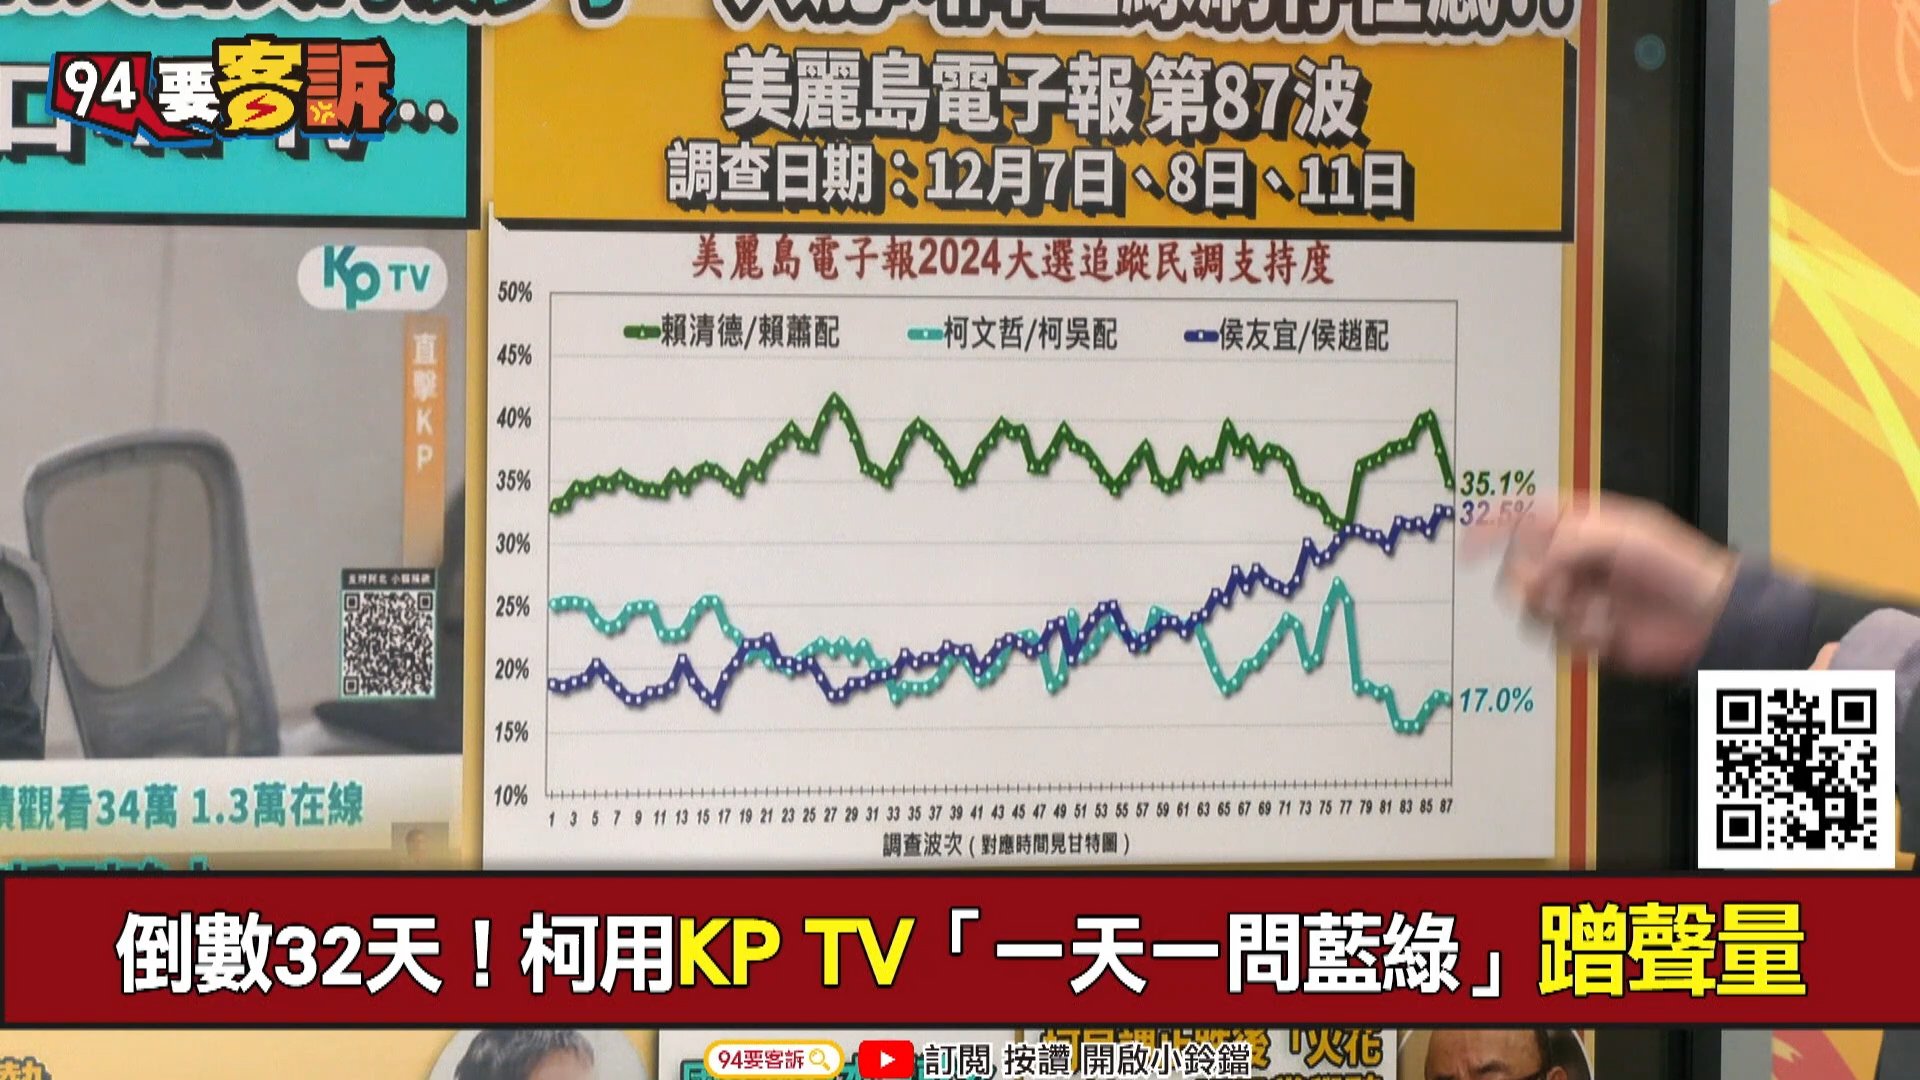 94要客訴
美麗島電子報 第87波
調查日期：12月7日、8日、11日
KP TV
直擊KP
美麗島電子報2024大選追蹤民調支持度
賴清德/賴蕭配
柯文哲/柯吳配
侯友宜/侯趙配
50%
45%
40%
35%
30%
25%
20%
15%
10%
35.1%
32.5%
17.0%
1 3 5 7 9 11 13 15 17 19 21 23 25 27 29 31 33 35 37 39 41 43 45 47 49 51 53 55 57 59 61 63 65 67 69 71 73 75 77 79 81 83 85 87
調查波次（對應時間見甘特圖）
觀看34萬 1.3萬在線
倒數32天！柯用KP TV「一天一問藍綠」蹭聲量
94要客訴
訂閱 按讚 開啟小鈴鐺